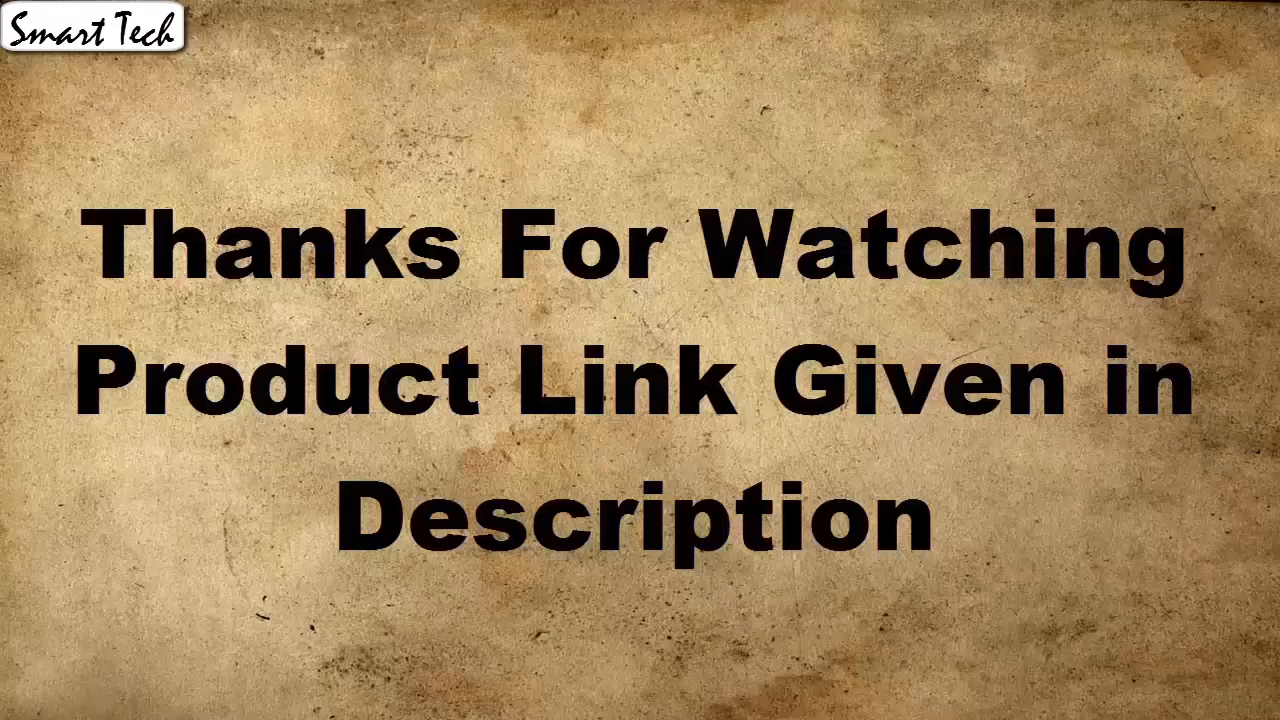 Smart Tech
Thanks For Watching
Product Link Given in
Description